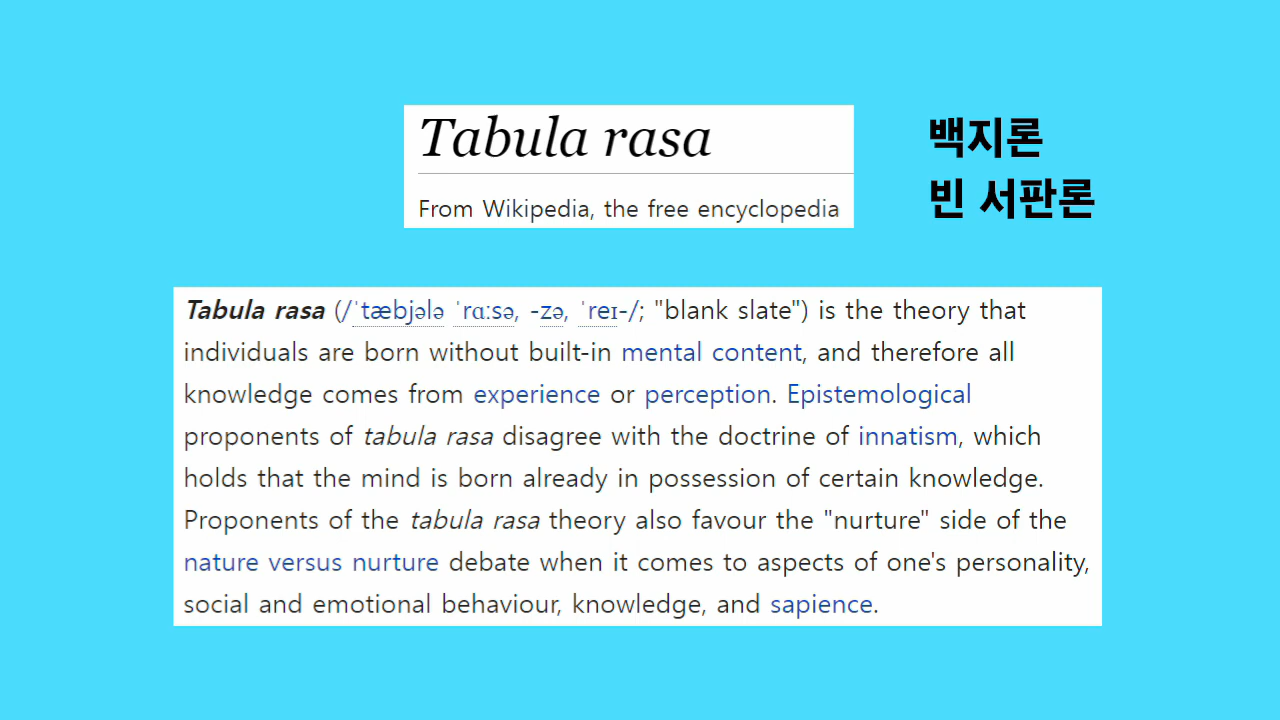 Tabula rasa
From Wikipedia, the free encyclopedia
백지론
빈 서판론
Tabula rasa (/ˈtæbjələ ˈrɑːsə, -zə, ˈreɪ-/; "blank slate") is the theory that
individuals are born without built-in mental content, and therefore all
knowledge comes from experience or perception. Epistemological
proponents of tabula rasa disagree with the doctrine of innatism, which
holds that the mind is born already in possession of certain knowledge.
Proponents of the tabula rasa theory also favour the "nurture" side of the
nature versus nurture debate when it comes to aspects of one's personality,
social and emotional behaviour, knowledge, and sapience.